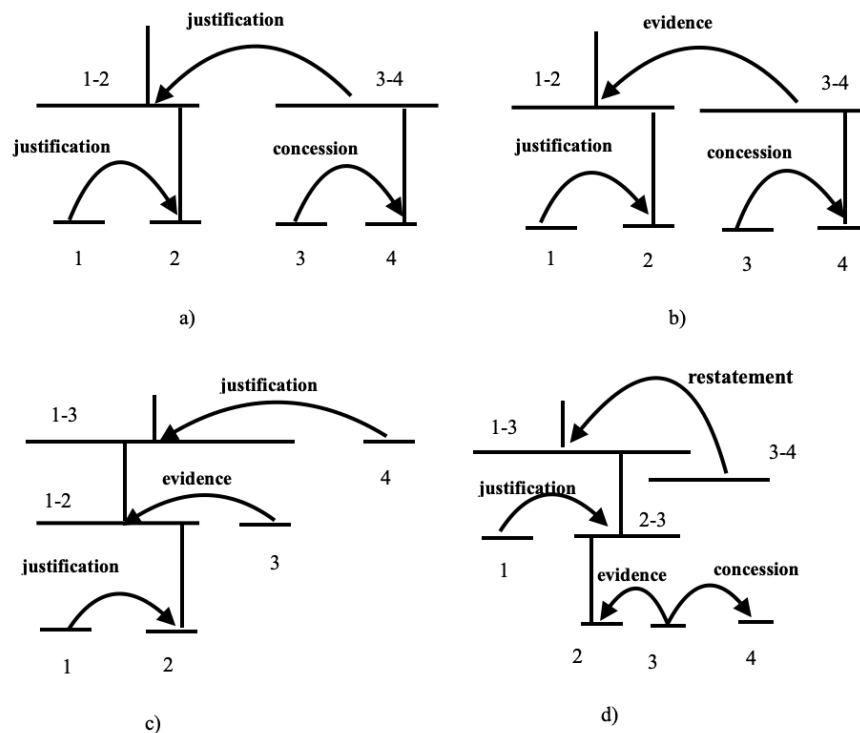 justification
1-2
3-4
justification
concession
1
2
3
4
a)
evidence
1-2
3-4
justification
concession
1
2
3
4
b)
justification
1-3
4
evidence
1-2
3
justification
1
2
c)
restatement
1-3
3-4
justification
2-3
1
evidence
concession
2
3
4
d)